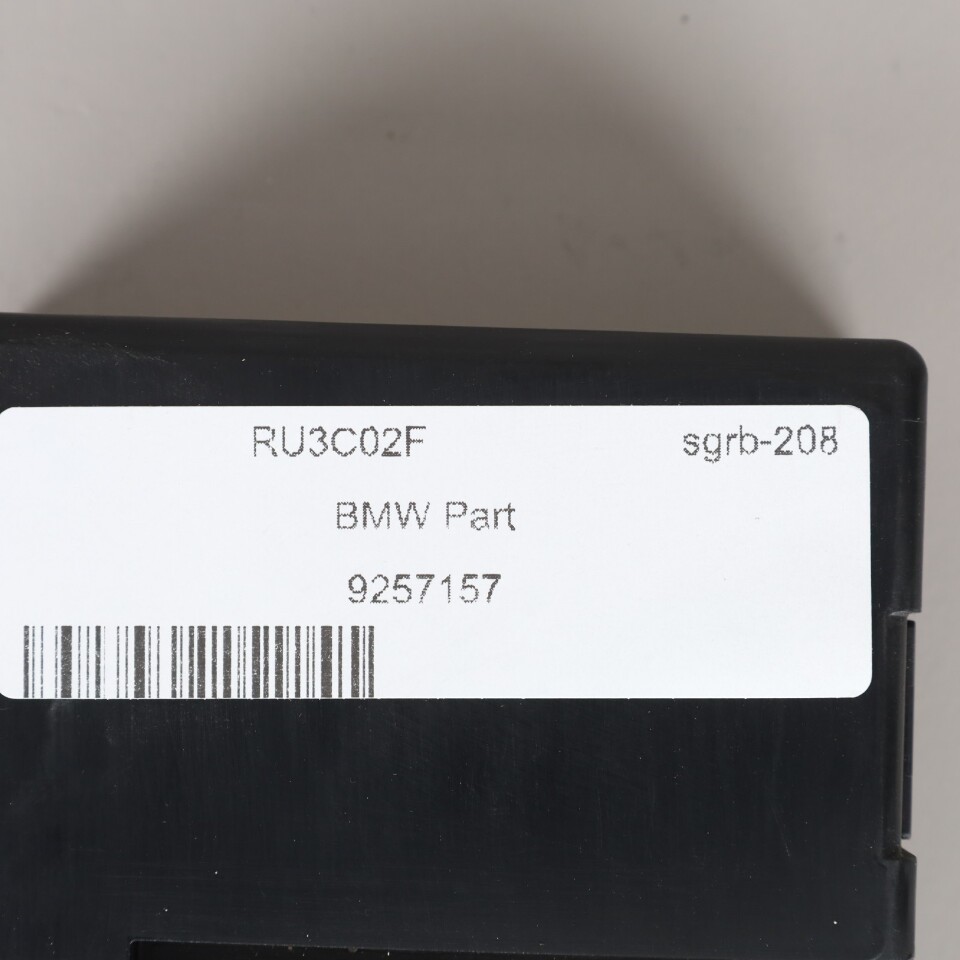 RU3C02F sgrb-208
BMW Part
9257157